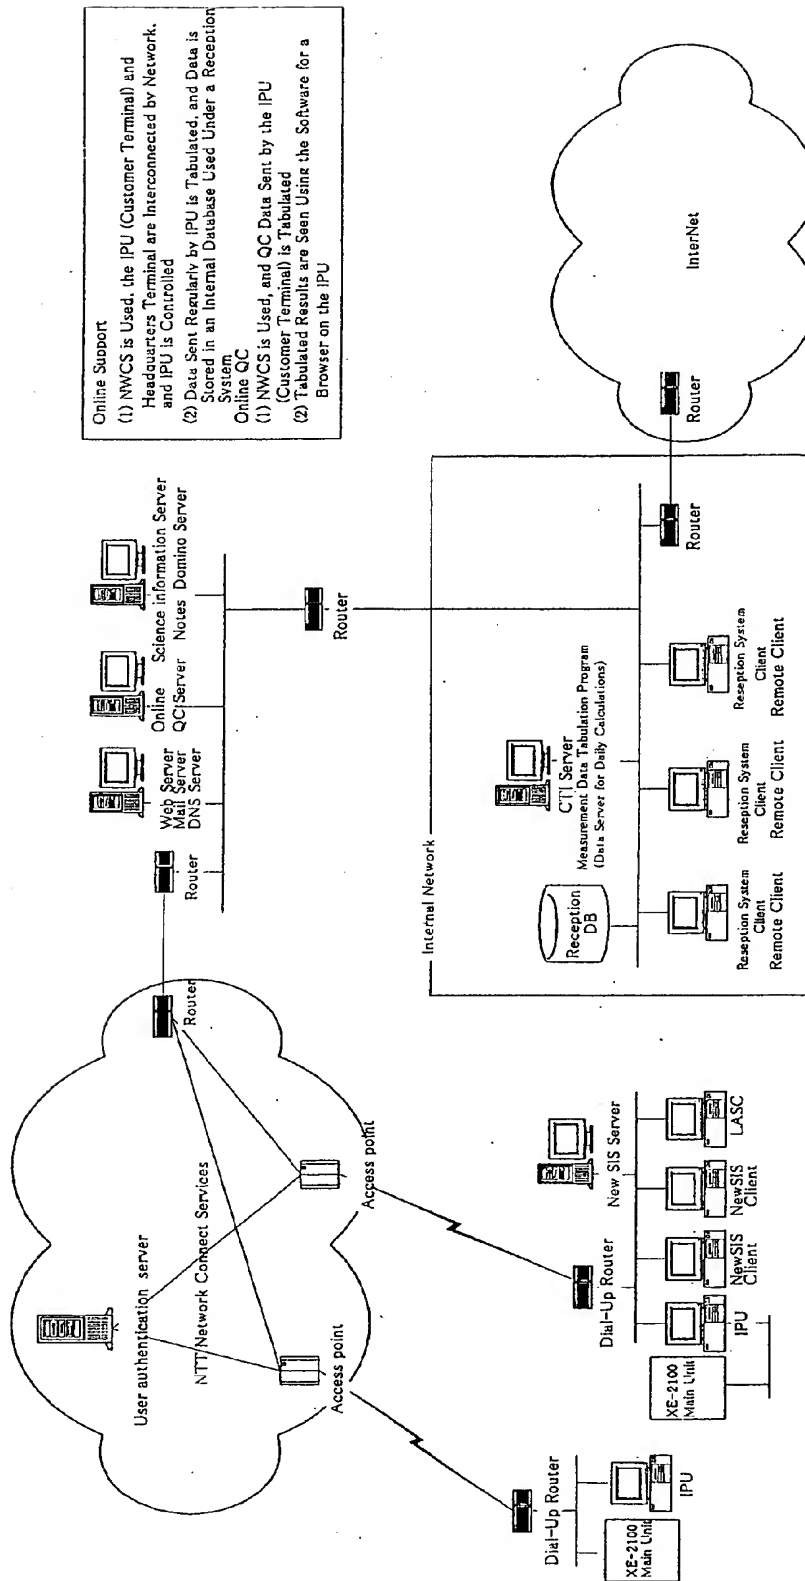 Online Support
(1) NWCS is Used, the IPU (Customer Terminal) and
Headquarters Terminal are Interconnected by Network,
and IPU is Controlled
(2) Data Sent Regularly by IPU is Tabulated, and Data is
Stored in an Internal Database Used Under a Reception
System
Online QC
(1) NWCS is Used, and QC Data Sent by the IPU
(Customer Terminal) is Tabulated
(2) Tabulated Results are Seen Using the Software for a
Browser on the IPU
User authentication server
NTT Network Connect Services
Access point
Access point
Router
Router
Web Server
Mail Server
DNS Server
Online
QC Server
Science information Server
Notes Domino Server
Router
Internal Network
Reception
DB
CTI Server
Measurement Data Tabulation Program
(Data Server for Daily Calculations)
Reseption System
Client
Remote Client
Reseption System
Client
Remote Client
Reseption System
Client
Remote Client
Router
Router
InterNet
Dial-Up Router
XE-2100
Main Unit
IPU
Dial-Up Router
New SIS Server
XE-2100
Main Unit
IPU
NewSIS
Client
NewSIS
Client
LASC